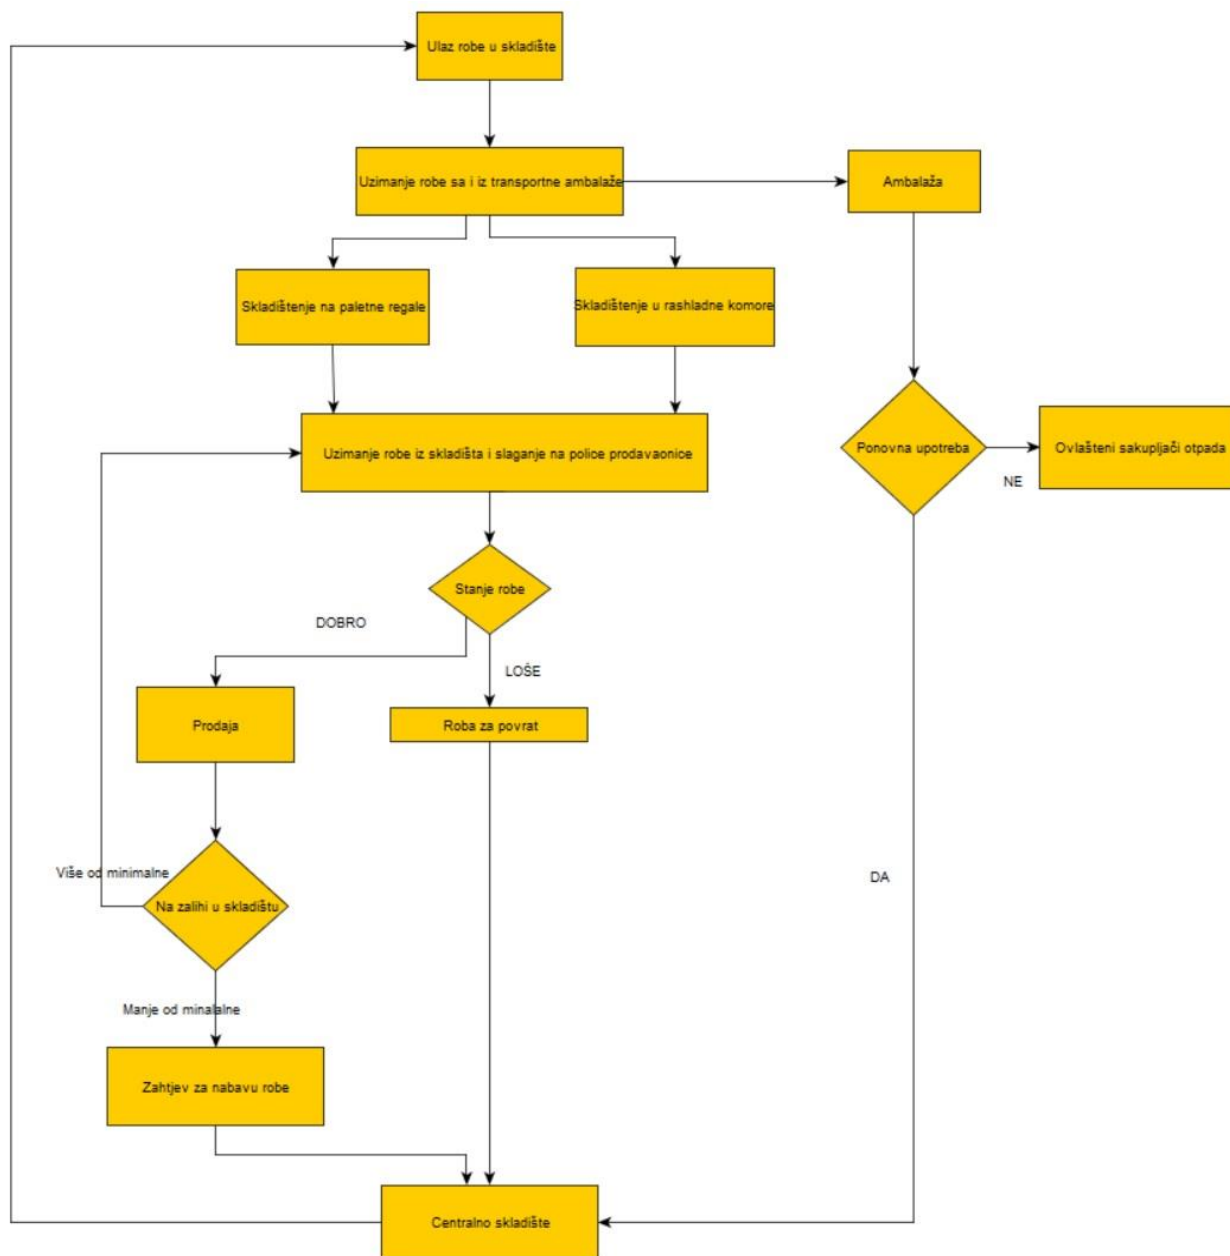 Ulaz robe u skladište
Uzimanje robe sa i iz transportne ambalaže
Ambalaža
Skladištenje na paletne regale
Skladištenje u rashladne komore
Uzimanje robe iz skladišta i slaganje na police prodavaonice
Ponovna upotreba
Ovlašteni sakupljači otpada
NE
Stanje robe
DOBRO
LOŠE
Prodaja
Roba za povrat
Više od minimalne
DA
Na zalihi u skladištu
Manje od minalalne
Zahtjev za nabavu robe
Centralno skladište